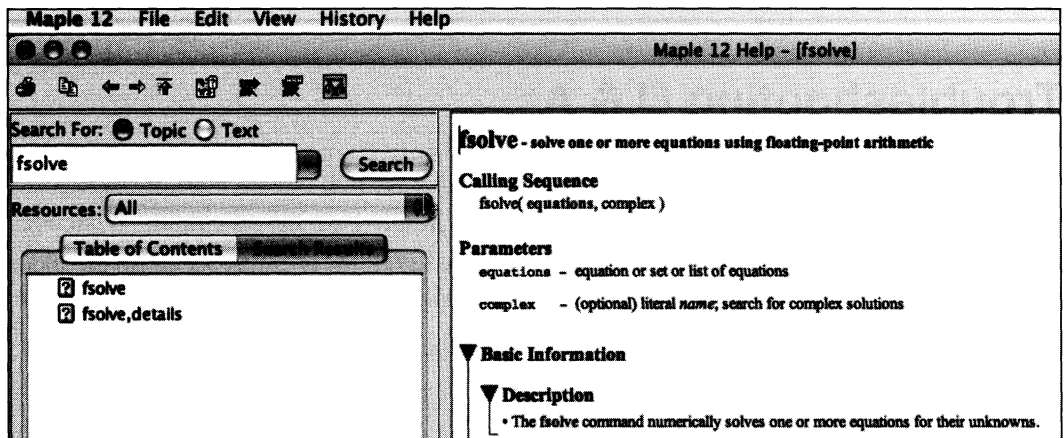 Maple 12 File Edit View History Help
Maple 12 Help - [fsolve]
Search For: Topic Text
fsolve Search
Resources: All
Table of Contents Search Results
fsolve
fsolve,details
fsolve - solve one or more equations using floating-point arithmetic
Calling Sequence
fsolve( equations, complex )
Parameters
equations - equation or set or list of equations
complex - (optional) literal name; search for complex solutions
Basic Information
Description
• The fsolve command numerically solves one or more equations for their unknowns.